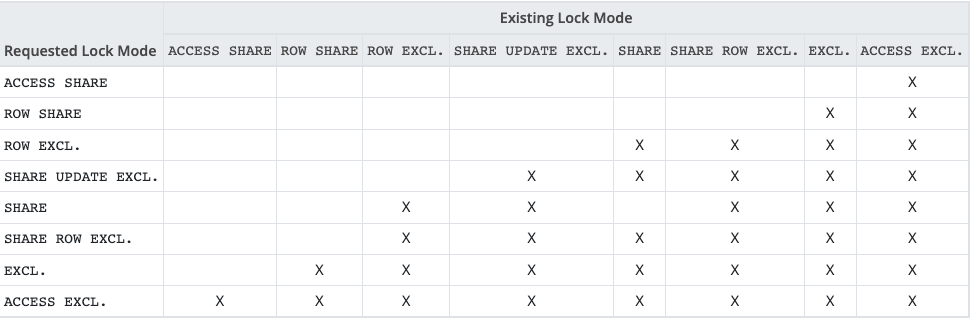 Existing Lock Mode
Requested Lock Mode ACCESS SHARE ROW SHARE ROW EXCL. SHARE UPDATE EXCL. SHARE SHARE ROW EXCL. EXCL. ACCESS EXCL.
ACCESS SHARE X
ROW SHARE X X
ROW EXCL. X X X X
SHARE UPDATE EXCL. X X X X X
SHARE X X X X X
SHARE ROW EXCL. X X X X X X
EXCL. X X X X X X X
ACCESS EXCL. X X X X X X X X